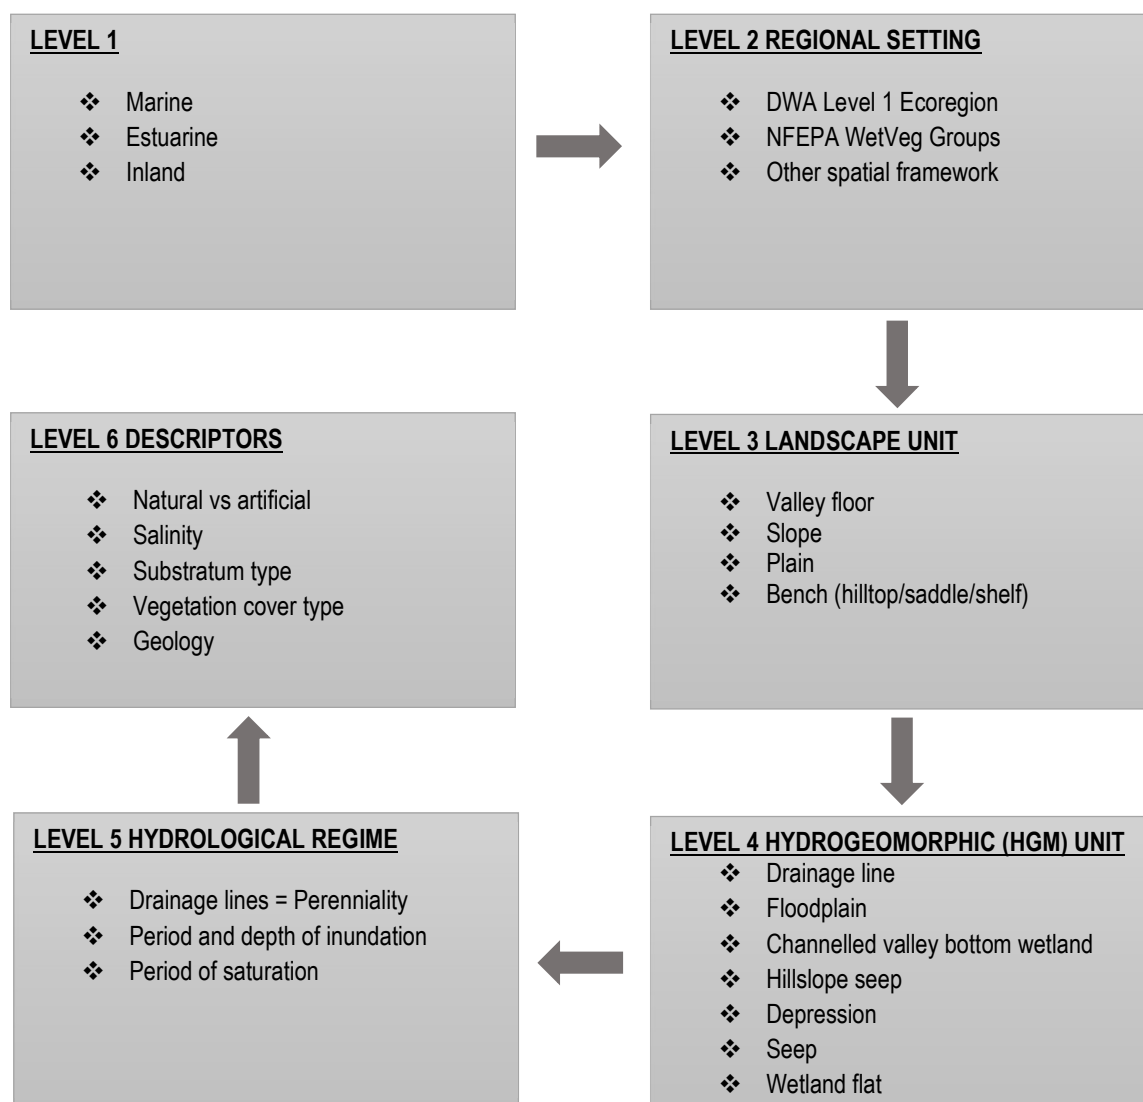 LEVEL 1
❖ Marine
❖ Estuarine
❖ Inland
LEVEL 2 REGIONAL SETTING
❖ DWA Level 1 Ecoregion
❖ NFEPA WetVeg Groups
❖ Other spatial framework
LEVEL 3 LANDSCAPE UNIT
❖ Valley floor
❖ Slope
❖ Plain
❖ Bench (hilltop/saddle/shelf)
LEVEL 4 HYDROGEOMORPHIC (HGM) UNIT
❖ Drainage line
❖ Floodplain
❖ Channelled valley bottom wetland
❖ Hillslope seep
❖ Depression
❖ Seep
❖ Wetland flat
LEVEL 5 HYDROLOGICAL REGIME
❖ Drainage lines = Perenniality
❖ Period and depth of inundation
❖ Period of saturation
LEVEL 6 DESCRIPTORS
❖ Natural vs artificial
❖ Salinity
❖ Substratum type
❖ Vegetation cover type
❖ Geology